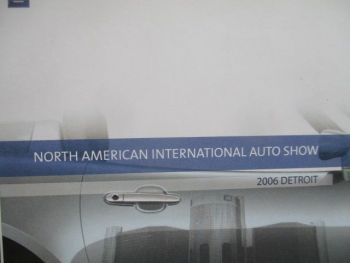 NORTH AMERICAN INTERNATIONAL AUTO SHOW
2006 DETROIT